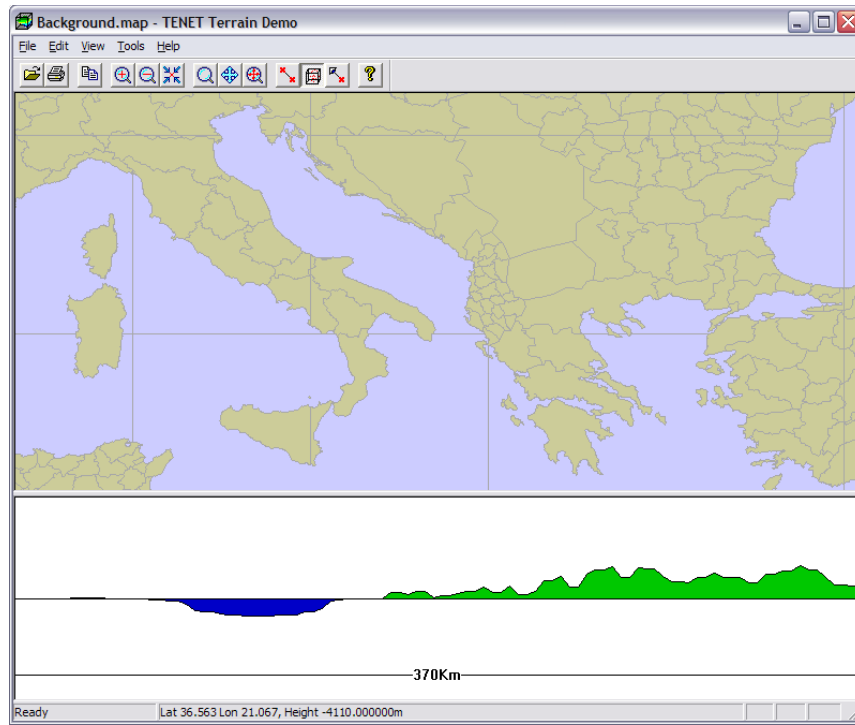 Background.map - TENET Terrain Demo
File Edit View Tools Help
370Km
Ready Lat 36.563 Lon 21.067, Height -4110.000000m